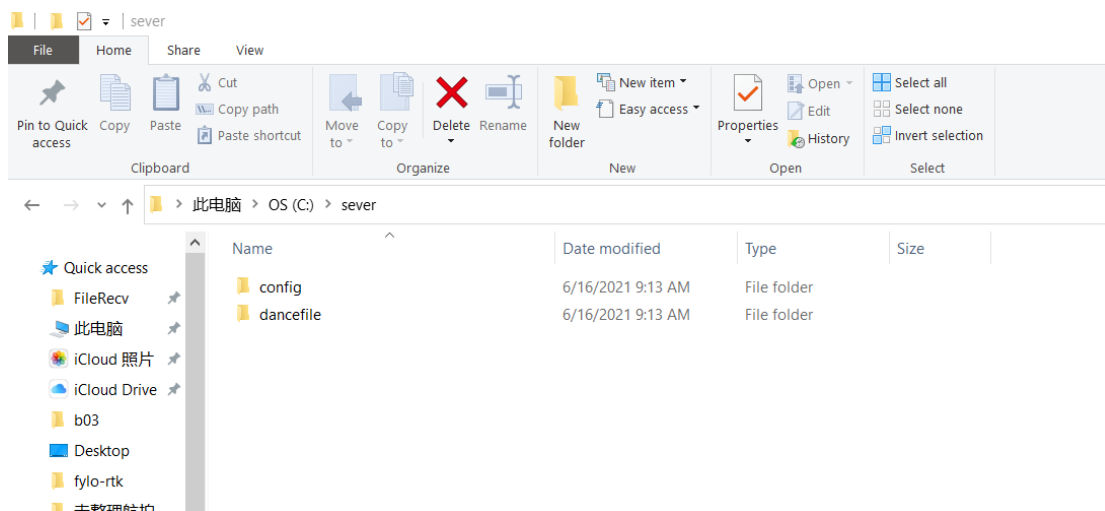 sever
File Home Share View
Cut
Copy path
Paste shortcut
Pin to Quick access
Copy
Paste
Clipboard
Move to
Copy to
Delete
Rename
Organize
New folder
New item
Easy access
New
Properties
Open
Edit
History
Open
Select all
Select none
Invert selection
Select
此电脑 OS (C:) sever
Name Date modified Type Size
Quick access
FileRecv
此电脑
iCloud 照片
iCloud Drive
b03
Desktop
fylo-rtk
config 6/16/2021 9:13 AM File folder
dancefile 6/16/2021 9:13 AM File folder